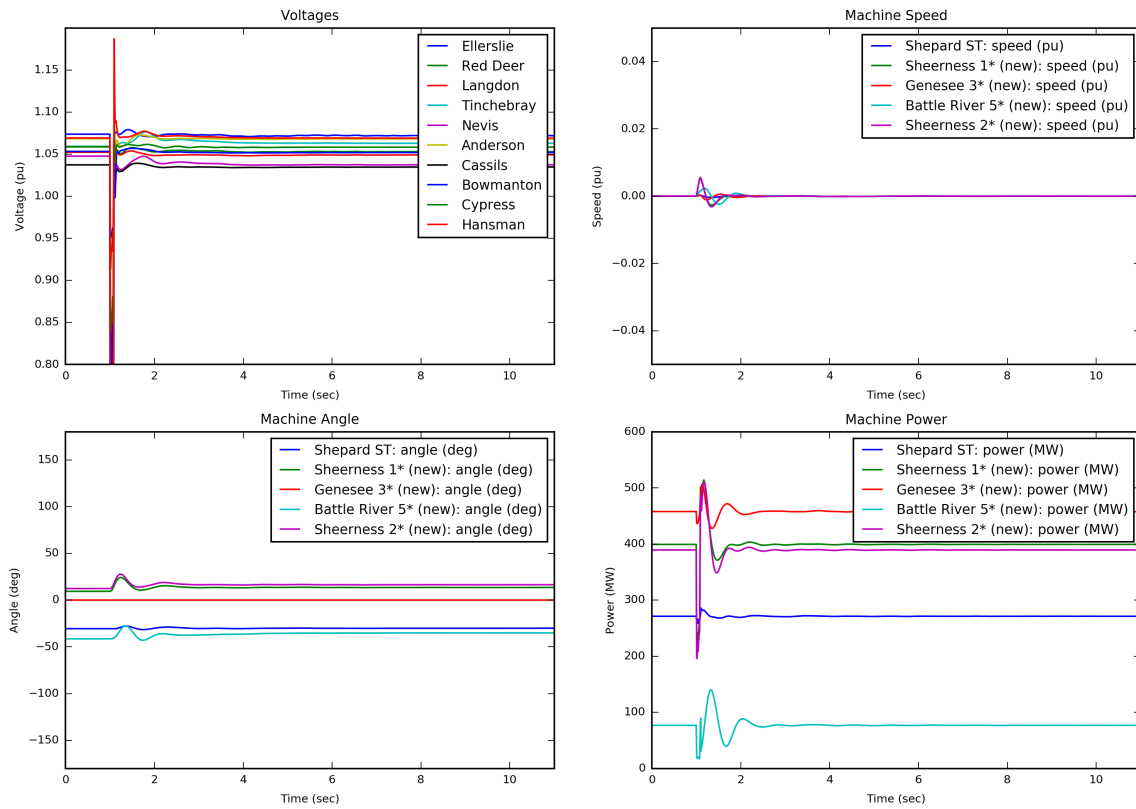 Voltages
Voltage (pu)
1.15
1.10
1.05
1.00
0.95
0.90
0.85
0.80
0 2 4 6 8 10
Time (sec)
Ellerslie
Red Deer
Langdon
Tinchebray
Nevis
Anderson
Cassils
Bowmanton
Cypress
Hansman
Machine Speed
Speed (pu)
0.04
0.02
0.00
−0.02
−0.04
0 2 4 6 8 10
Time (sec)
Shepard ST: speed (pu)
Sheerness 1* (new): speed (pu)
Genesee 3* (new): speed (pu)
Battle River 5* (new): speed (pu)
Sheerness 2* (new): speed (pu)
Machine Angle
Angle (deg)
150
100
50
0
−50
−100
−150
0 2 4 6 8 10
Time (sec)
Shepard ST: angle (deg)
Sheerness 1* (new): angle (deg)
Genesee 3* (new): angle (deg)
Battle River 5* (new): angle (deg)
Sheerness 2* (new): angle (deg)
Machine Power
Power (MW)
600
500
400
300
200
100
0
0 2 4 6 8 10
Time (sec)
Shepard ST: power (MW)
Sheerness 1* (new): power (MW)
Genesee 3* (new): power (MW)
Battle River 5* (new): power (MW)
Sheerness 2* (new): power (MW)